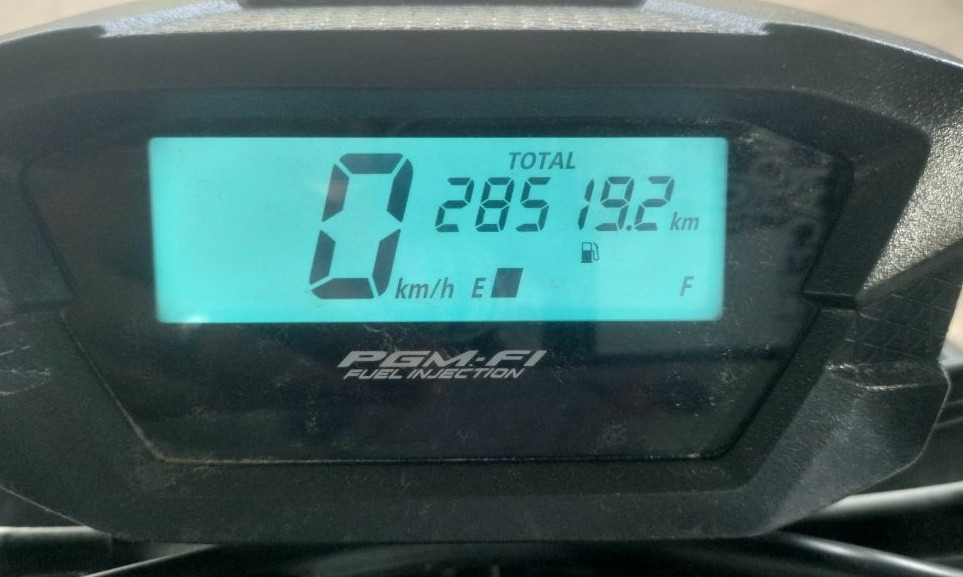 TOTAL
0 km/h 28519.2 km
E F
PGM-FI
FUEL INJECTION